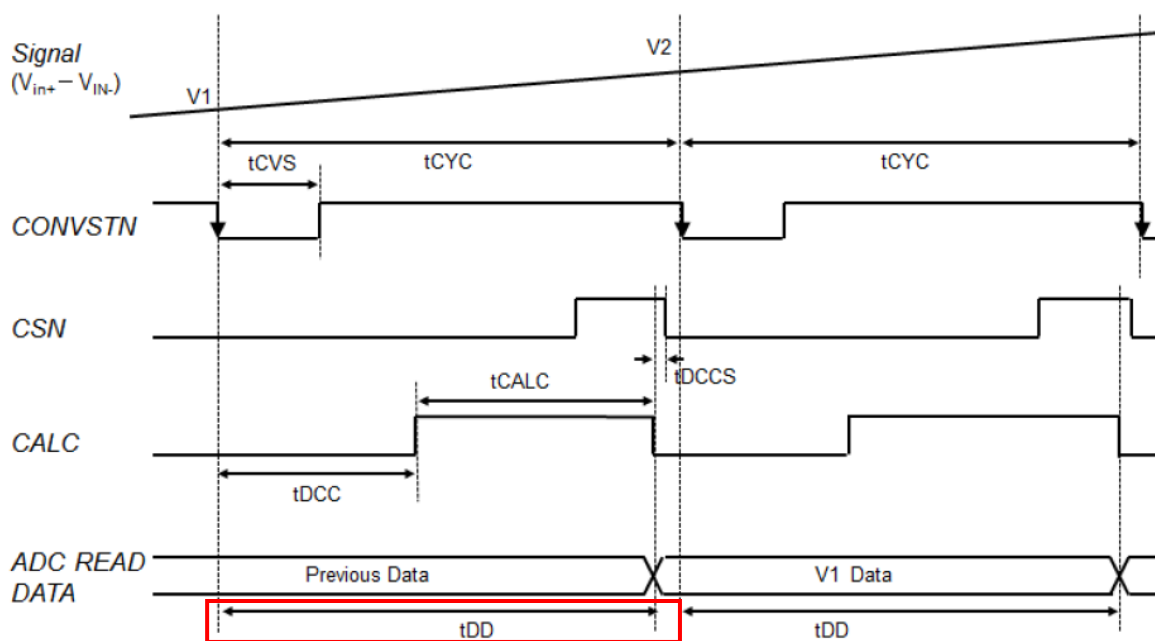 Signal
(Vin+ − VIN-)
V1
V2
tCVS
tCYC
tCYC
CONVSTN
CSN
tDCCS
tCALC
CALC
tDCC
ADC READ
DATA
Previous Data
V1 Data
tDD
tDD